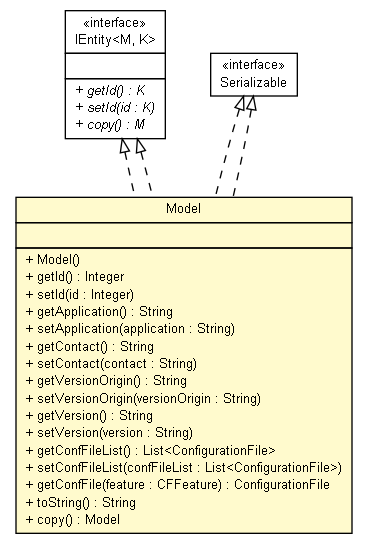 «interface»
IEntity<M, K>
+ getId() : K
+ setId(id : K)
+ copy() : M
«interface»
Serializable
Model
+ Model()
+ getId() : Integer
+ setId(id : Integer)
+ getApplication() : String
+ setApplication(application : String)
+ getContact() : String
+ setContact(contact : String)
+ getVersionOrigin() : String
+ setVersionOrigin(versionOrigin : String)
+ getVersion() : String
+ setVersion(version : String)
+ getConfFileList() : List<ConfigurationFile>
+ setConfFileList(confFileList : List<ConfigurationFile>)
+ getConfFile(feature : CFFeature) : ConfigurationFile
+ toString() : String
+ copy() : Model